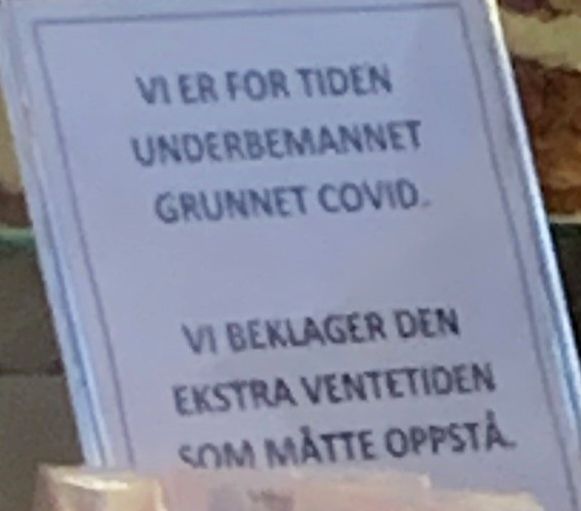 VI ER FOR TIDEN
UNDERBEMANNET
GRUNNET COVID.
VI BEKLAGER DEN
EKSTRA VENTETIDEN
SOM MÅTTE OPPSTÅ.